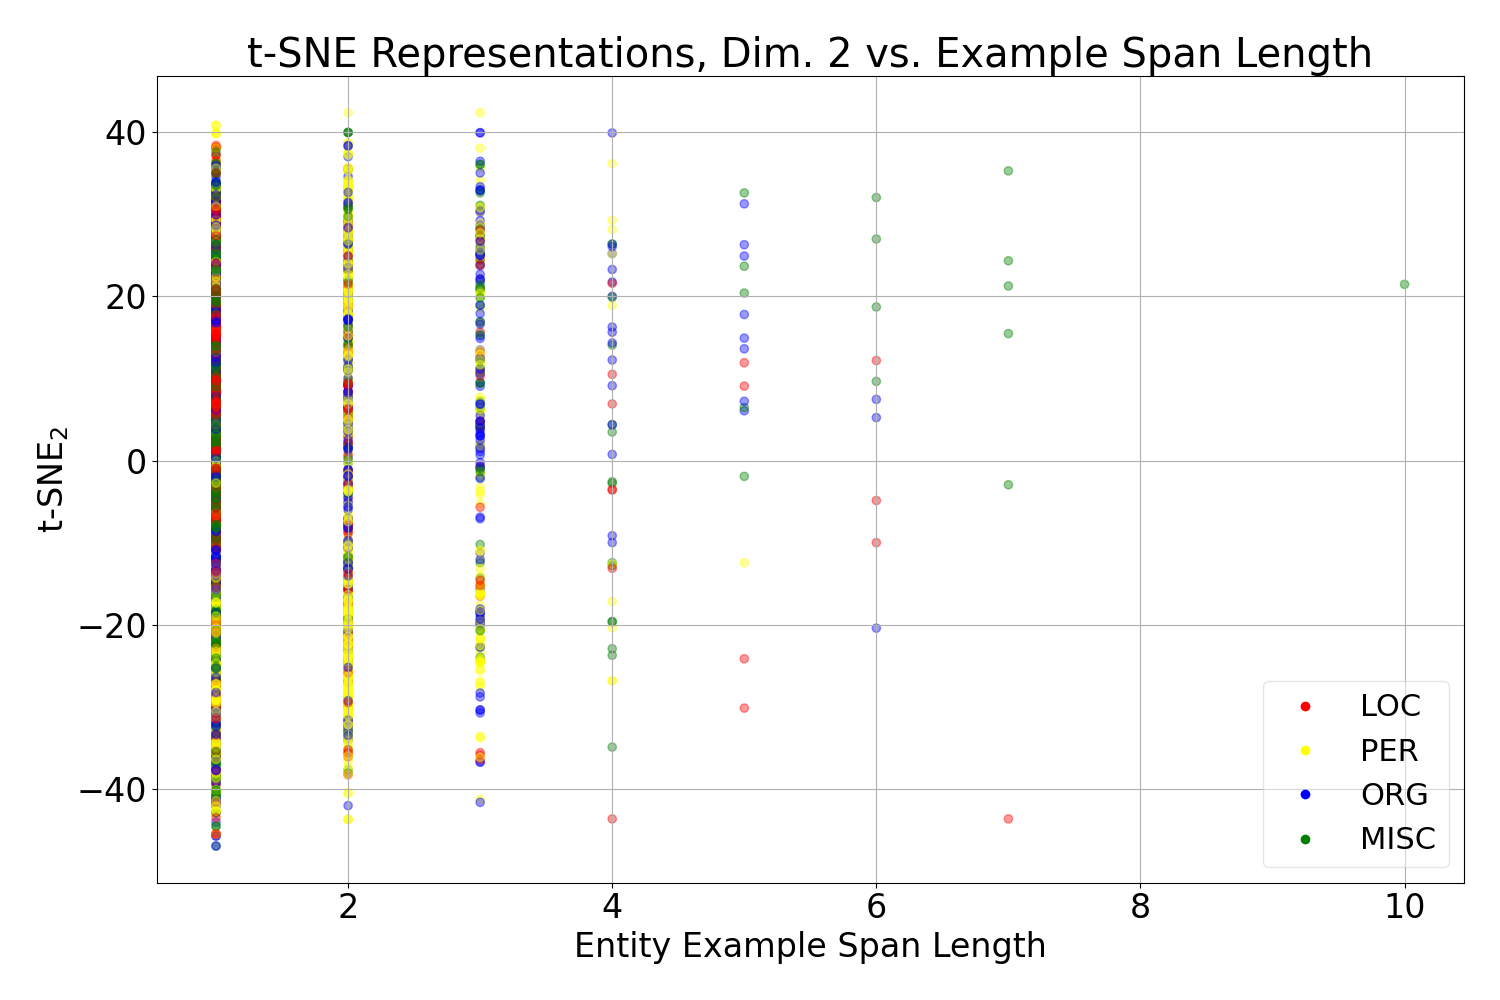 t-SNE Representations, Dim. 2 vs. Example Span Length
40
20
0
−20
−40
t-SNE₂
2 4 6 8 10
Entity Example Span Length
LOC
PER
ORG
MISC